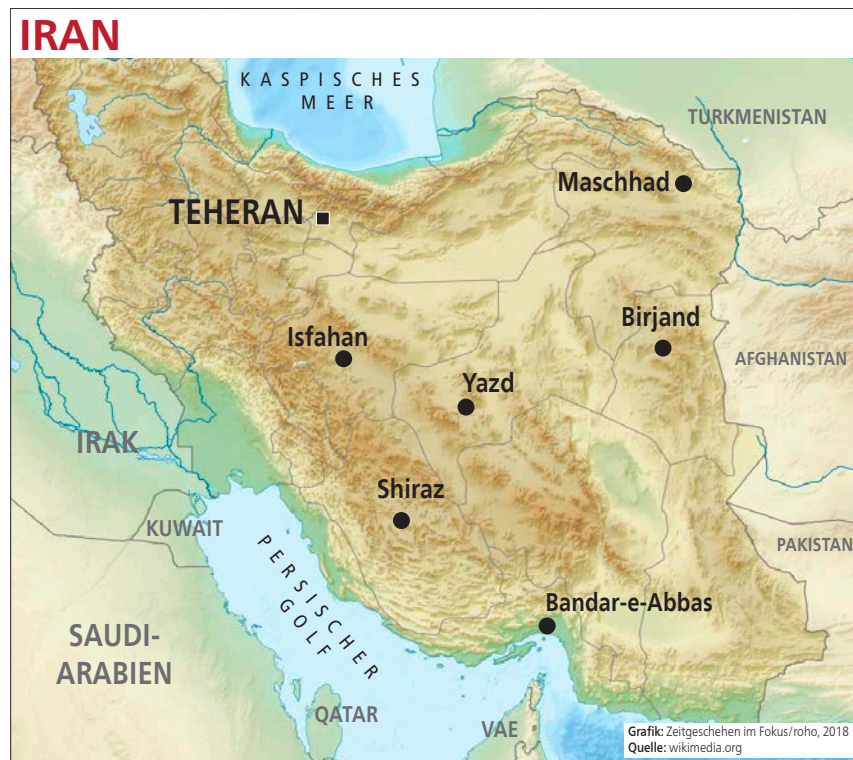 IRAN
KASPISCHES
MEER
TURKMENISTAN
Maschhad
TEHERAN
Birjand
Isfahan
AFGHANISTAN
Yazd
IRAK
Shiraz
KUWAIT
PAKISTAN
PERSISCHER
GOLF
Bandar-e-Abbas
SAUDI-
ARABIEN
QATAR
VAE
Grafik: Zeitgeschehen im Fokus/roho, 2018
Quelle: wikimedia.org